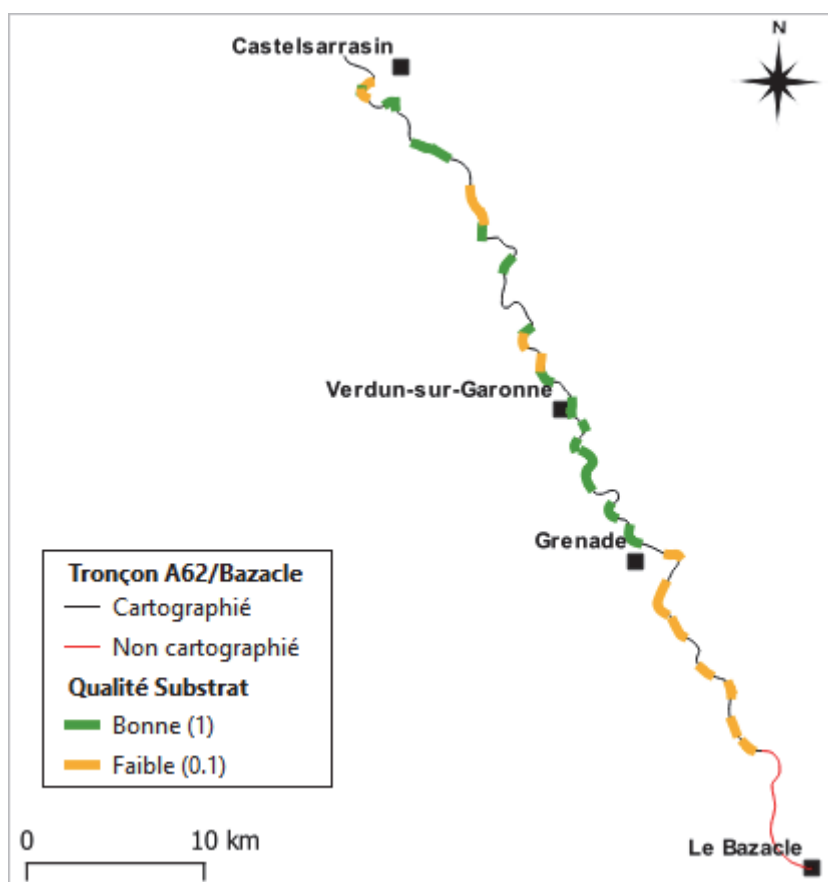 Castelsarrasin
N
Verdun-sur-Garonne
Grenade
Tronçon A62/Bazacle
Cartographié
Non cartographié
Qualité Substrat
Bonne (1)
Faible (0.1)
0 10 km
Le Bazacle